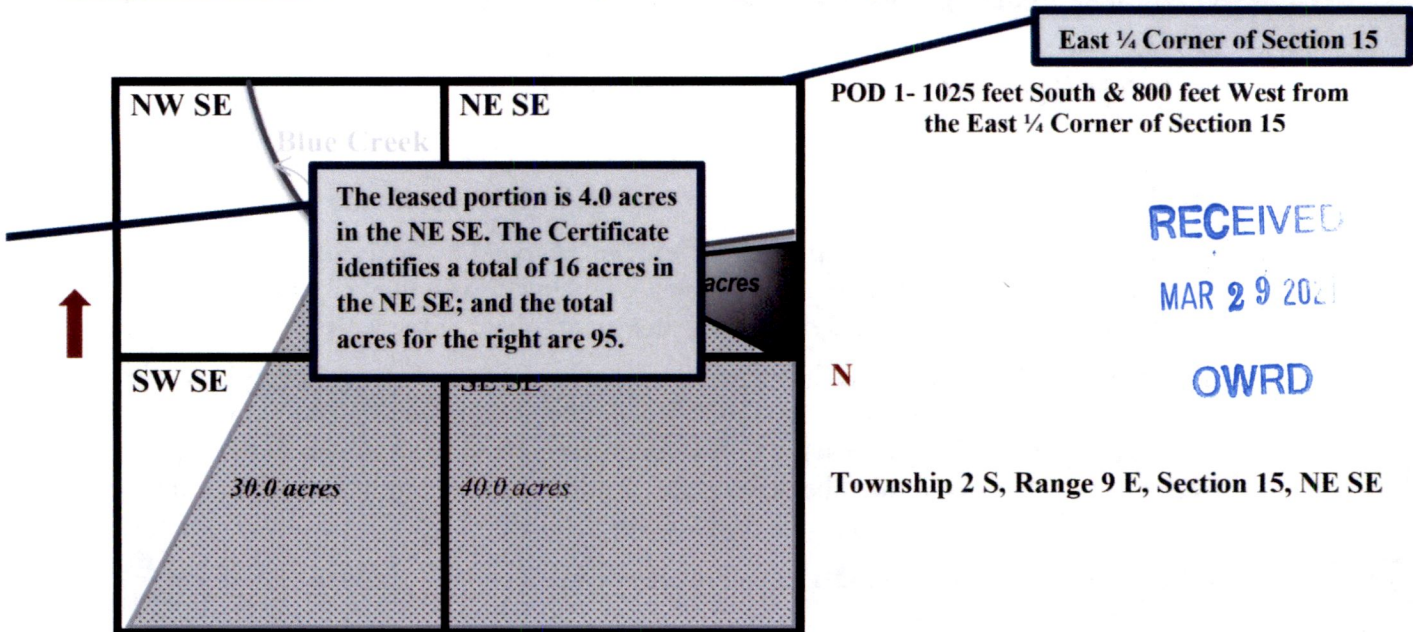 East ¼ Corner of Section 15
NW SE
NE SE
POD 1- 1025 feet South & 800 feet West from
the East ¼ Corner of Section 15
Blue Creek
The leased portion is 4.0 acres
in the NE SE. The Certificate
identifies a total of 16 acres in
the NE SE; and the total
acres for the right are 95.
acres
RECEIVED
MAR 29
SW SE
SE SE
N
OWRD
30.0 acres
40.0 acres
Township 2 S, Range 9 E, Section 15, NE SE